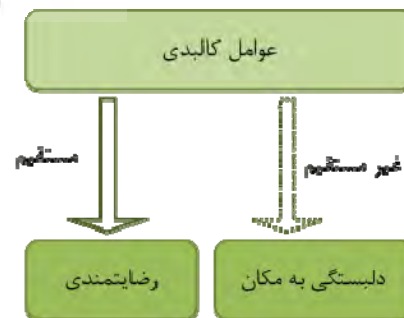 عوامل کالبدی
غیر مستقیم
مستقیم
دلبستگی به مکان
رضایتمندی